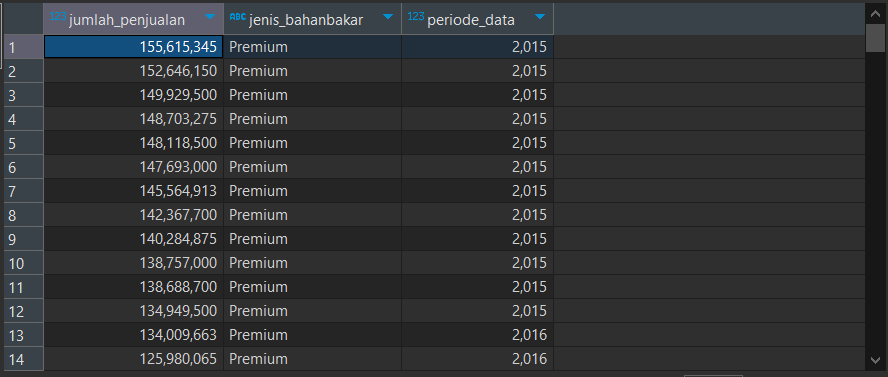 123 jumlah_penjualan ABC jenis_bahanbakar 123 periode_data
1 155,615,345 Premium 2,015
2 152,646,150 Premium 2,015
3 149,929,500 Premium 2,015
4 148,703,275 Premium 2,015
5 148,118,500 Premium 2,015
6 147,693,000 Premium 2,015
7 145,564,913 Premium 2,015
8 142,367,700 Premium 2,015
9 140,284,875 Premium 2,015
10 138,757,000 Premium 2,015
11 138,688,700 Premium 2,015
12 134,949,500 Premium 2,015
13 134,009,663 Premium 2,016
14 125,980,065 Premium 2,016